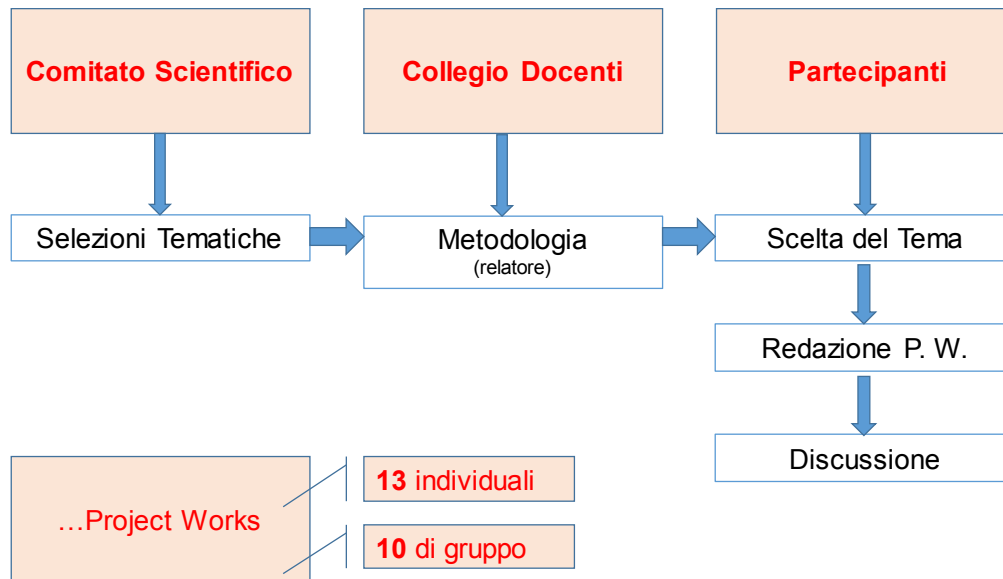 Comitato Scientifico
Collegio Docenti
Partecipanti
Selezioni Tematiche
Metodologia
(relatore)
Scelta del Tema
Redazione P. W.
Discussione
…Project Works
13 individuali
10 di gruppo